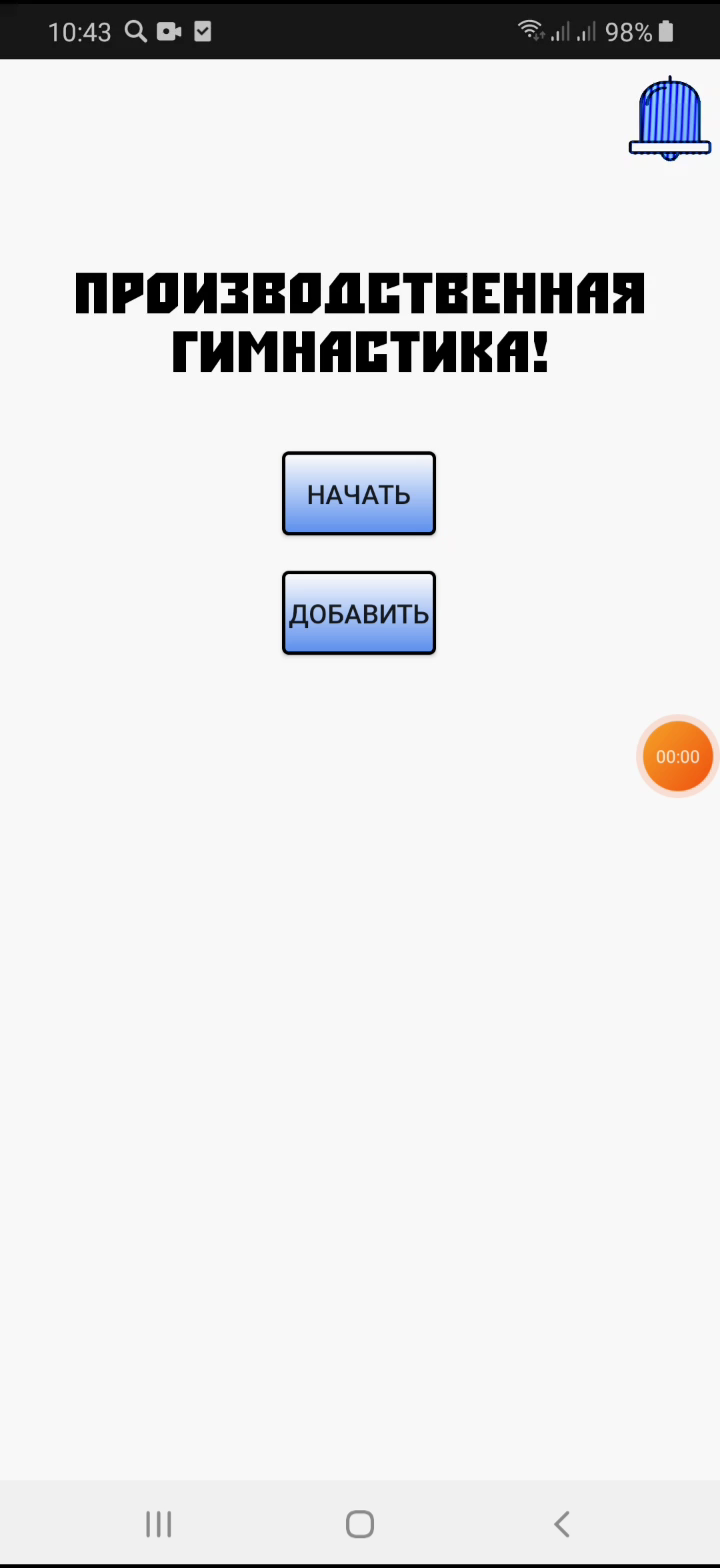 10:43
98%
ПРОИЗВОДСТВЕННАЯ
ГИМНАСТИКА!
НАЧАТЬ
ДОБАВИТЬ
00:00